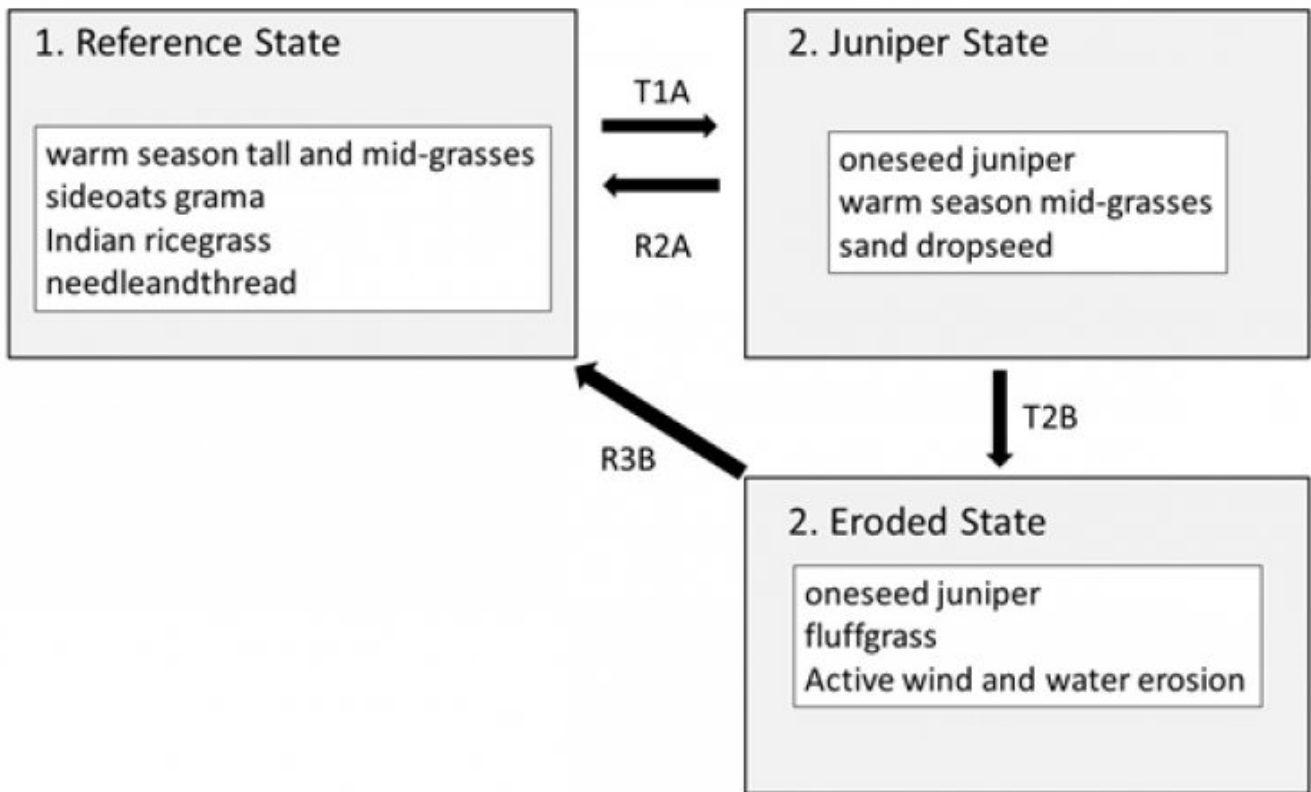 1. Reference State
warm season tall and mid-grasses
sideoats grama
Indian ricegrass
needleandthread
T1A
R2A
2. Juniper State
oneseed juniper
warm season mid-grasses
sand dropseed
T2B
R3B
2. Eroded State
oneseed juniper
fluffgrass
Active wind and water erosion